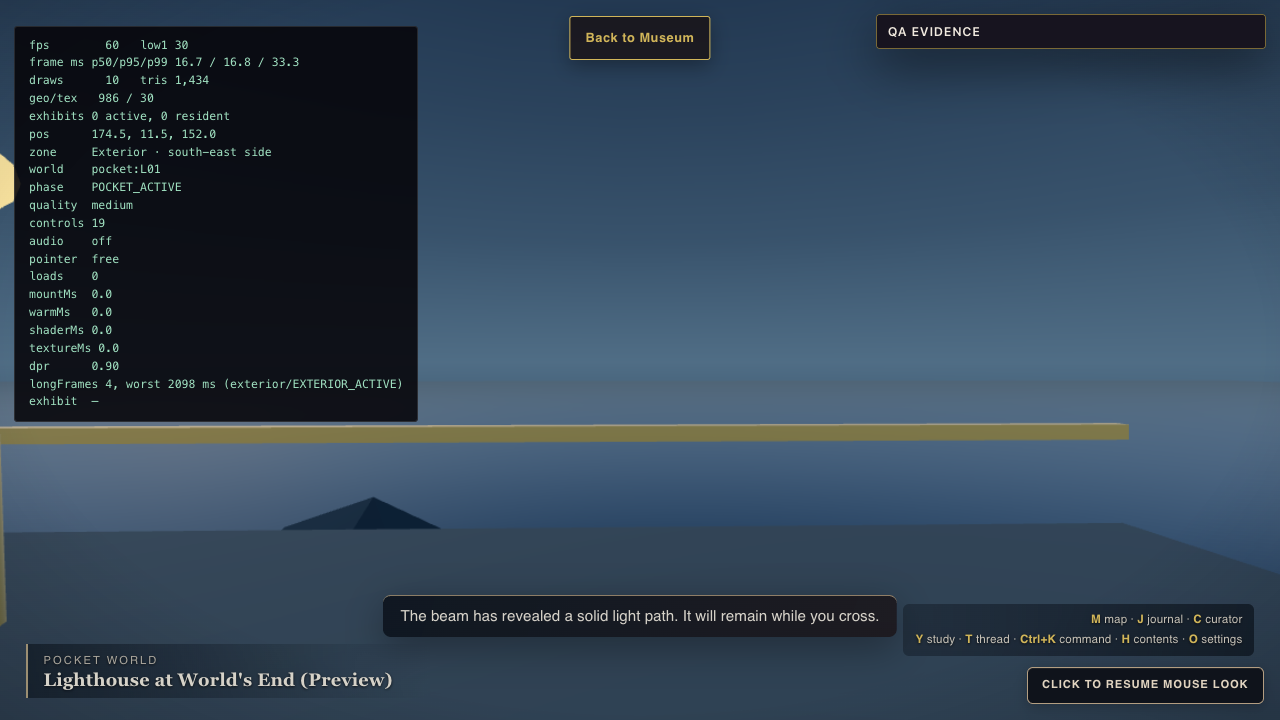 fps 60 low1 30
frame ms p50/p95/p99 16.7 / 16.8 / 33.3
draws 10 tris 1,434
geo/tex 986 / 30
exhibits 0 active, 0 resident
pos 174.5, 11.5, 152.0
zone Exterior · south-east side
world pocket:L01
phase POCKET_ACTIVE
quality medium
controls 19
audio off
pointer free
loads 0
mountMs 0.0
warmMs 0.0
shaderMs 0.0
textureMs 0.0
dpr 0.90
longFrames 4, worst 2098 ms (exterior/EXTERIOR_ACTIVE)
exhibit —
Back to Museum
QA EVIDENCE
The beam has revealed a solid light path. It will remain while you cross.
M map · J journal · C curator
Y study · T thread · Ctrl+K command · H contents · O settings
POCKET WORLD
Lighthouse at World's End (Preview)
CLICK TO RESUME MOUSE LOOK